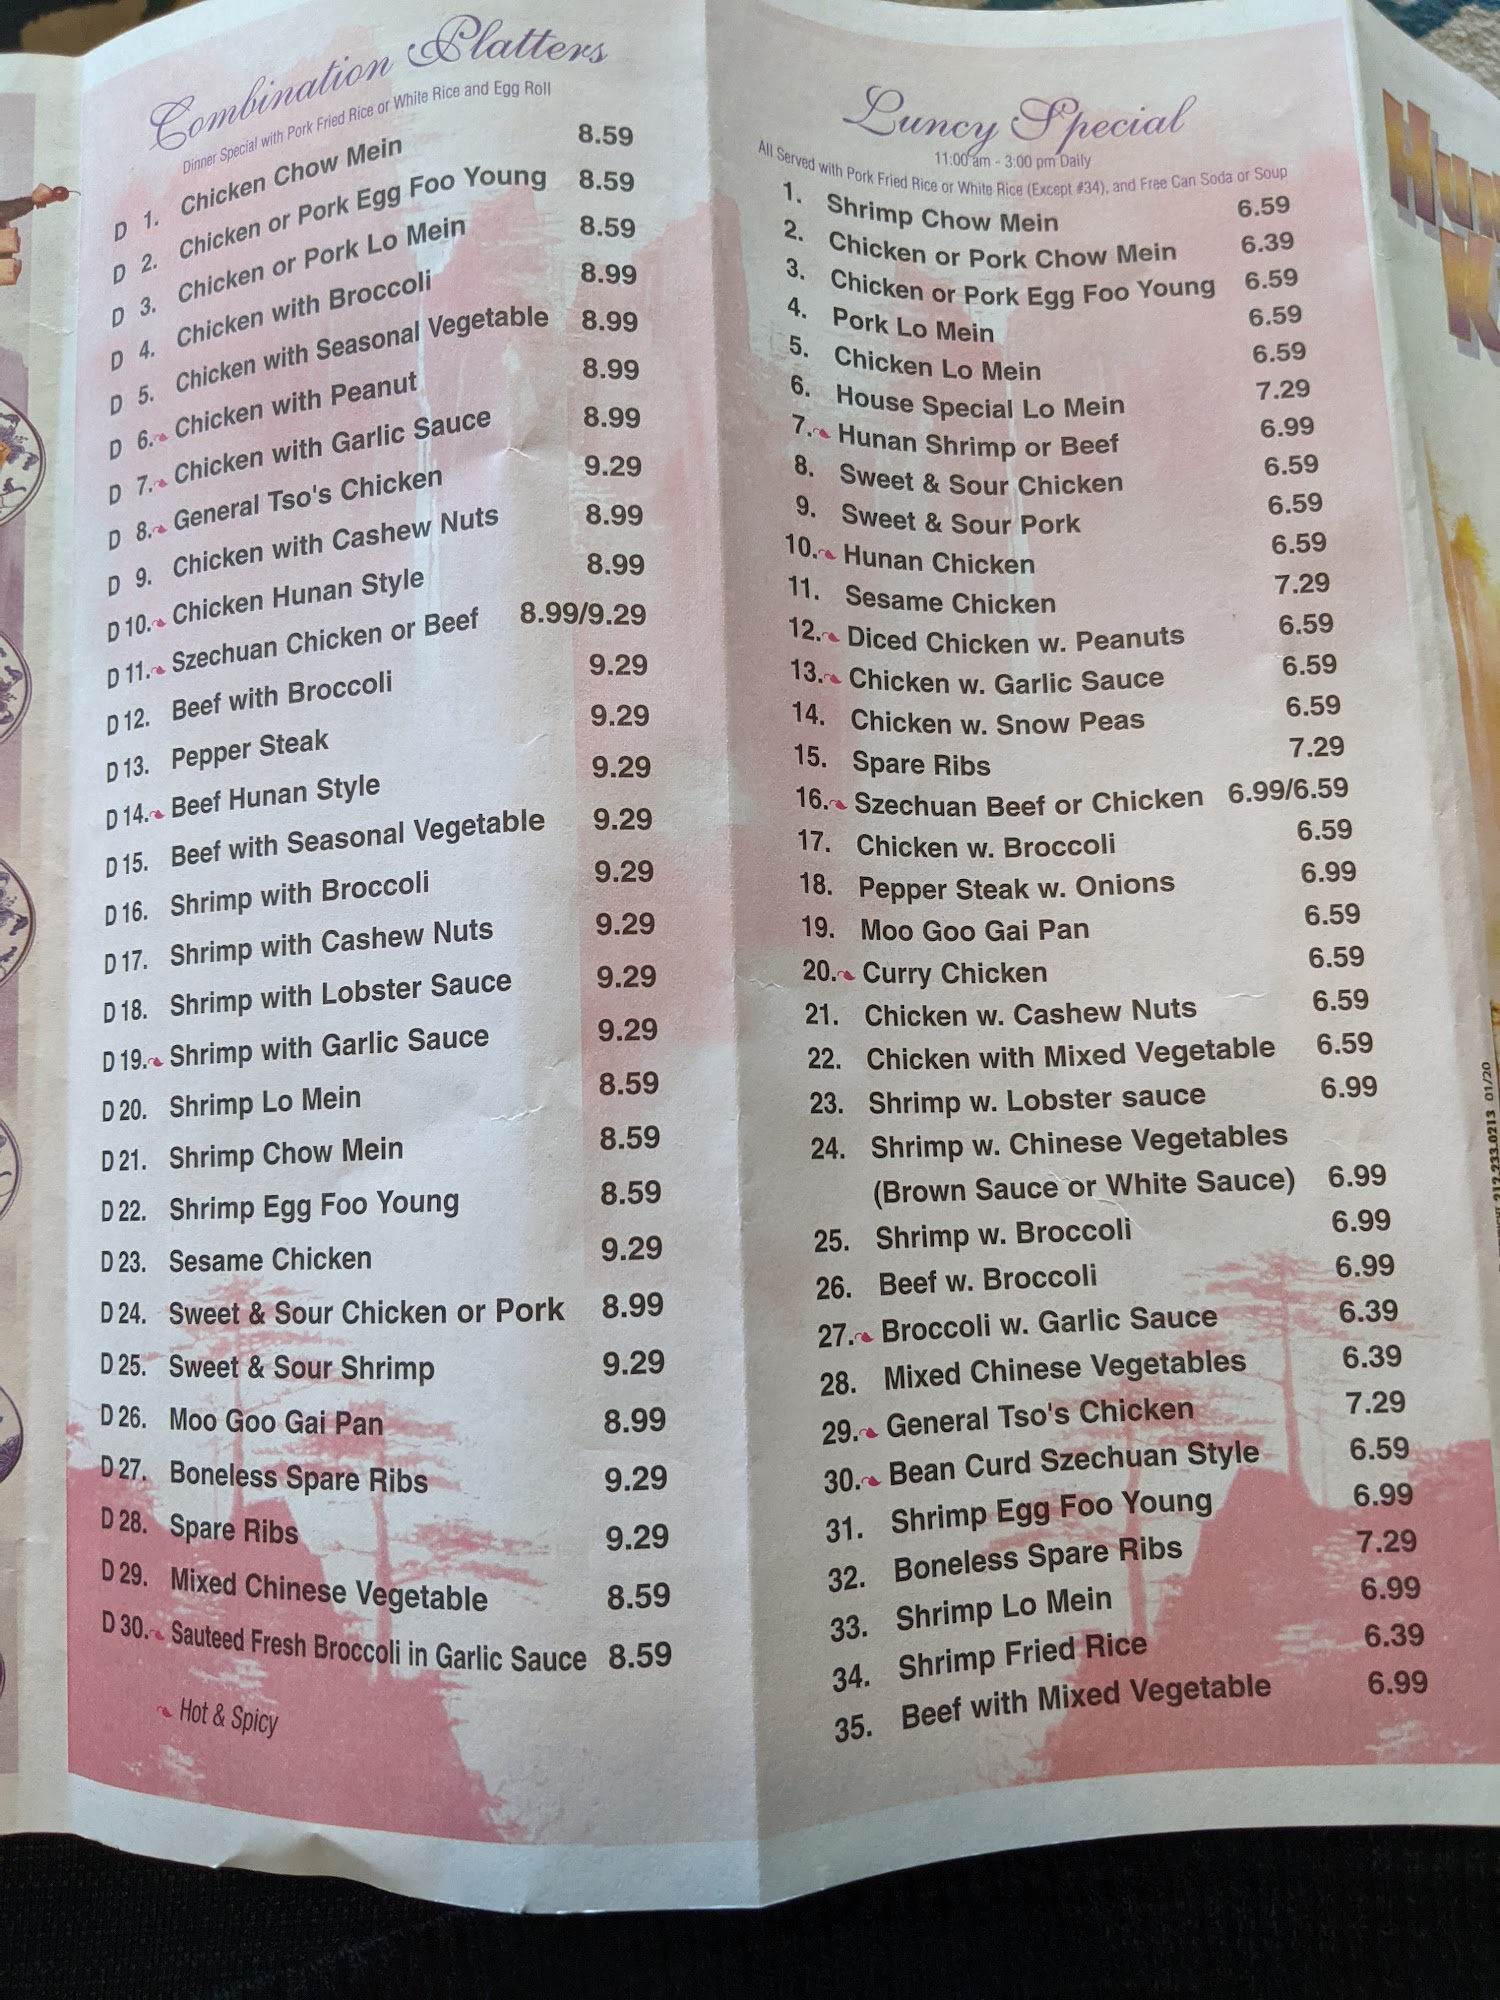 Combination Platters
Dinner Special with Pork Fried Rice or White Rice and Egg Roll
D 1. Chicken Chow Mein 8.59
D 2. Chicken or Pork Egg Foo Young 8.59
D 3. Chicken or Pork Lo Mein 8.59
D 4. Chicken with Broccoli 8.99
D 5. Chicken with Seasonal Vegetable 8.99
D 6. Chicken with Peanut 8.99
D 7. Chicken with Garlic Sauce 8.99
D 8. General Tso's Chicken 9.29
D 9. Chicken with Cashew Nuts 8.99
D 10. Chicken Hunan Style 8.99
D 11. Szechuan Chicken or Beef 8.99/9.29
D 12. Beef with Broccoli 9.29
D 13. Pepper Steak 9.29
D 14. Beef Hunan Style 9.29
D 15. Beef with Seasonal Vegetable 9.29
D 16. Shrimp with Broccoli 9.29
D 17. Shrimp with Cashew Nuts 9.29
D 18. Shrimp with Lobster Sauce 9.29
D 19. Shrimp with Garlic Sauce 9.29
D 20. Shrimp Lo Mein 8.59
D 21. Shrimp Chow Mein 8.59
D 22. Shrimp Egg Foo Young 8.59
D 23. Sesame Chicken 9.29
D 24. Sweet & Sour Chicken or Pork 8.99
D 25. Sweet & Sour Shrimp 9.29
D 26. Moo Goo Gai Pan 8.99
D 27. Boneless Spare Ribs 9.29
D 28. Spare Ribs 9.29
D 29. Mixed Chinese Vegetable 8.59
D 30. Sauteed Fresh Broccoli in Garlic Sauce 8.59
Hot & Spicy
Luncy Special
11:00 am - 3:00 pm Daily
All Served with Pork Fried Rice or White Rice (Except #34), and Free Can Soda or Soup
1. Shrimp Chow Mein 6.59
2. Chicken or Pork Chow Mein 6.39
3. Chicken or Pork Egg Foo Young 6.59
4. Pork Lo Mein 6.59
5. Chicken Lo Mein 6.59
6. House Special Lo Mein 7.29
7. Hunan Shrimp or Beef 6.99
8. Sweet & Sour Chicken 6.59
9. Sweet & Sour Pork 6.59
10. Hunan Chicken 6.59
11. Sesame Chicken 7.29
12. Diced Chicken w. Peanuts 6.59
13. Chicken w. Garlic Sauce 6.59
14. Chicken w. Snow Peas 6.59
15. Spare Ribs 7.29
16. Szechuan Beef or Chicken 6.99/6.59
17. Chicken w. Broccoli 6.59
18. Pepper Steak w. Onions 6.99
19. Moo Goo Gai Pan 6.59
20. Curry Chicken 6.59
21. Chicken w. Cashew Nuts 6.59
22. Chicken with Mixed Vegetable 6.59
23. Shrimp w. Lobster sauce 6.99
24. Shrimp w. Chinese Vegetables
(Brown Sauce or White Sauce) 6.99
25. Shrimp w. Broccoli 6.99
26. Beef w. Broccoli 6.99
27. Broccoli w. Garlic Sauce 6.39
28. Mixed Chinese Vegetables 6.39
29. General Tso's Chicken 7.29
30. Bean Curd Szechuan Style 6.59
31. Shrimp Egg Foo Young 6.99
32. Boneless Spare Ribs 7.29
33. Shrimp Lo Mein 6.99
34. Shrimp Fried Rice 6.39
35. Beef with Mixed Vegetable 6.99
212.233.0213 01/20